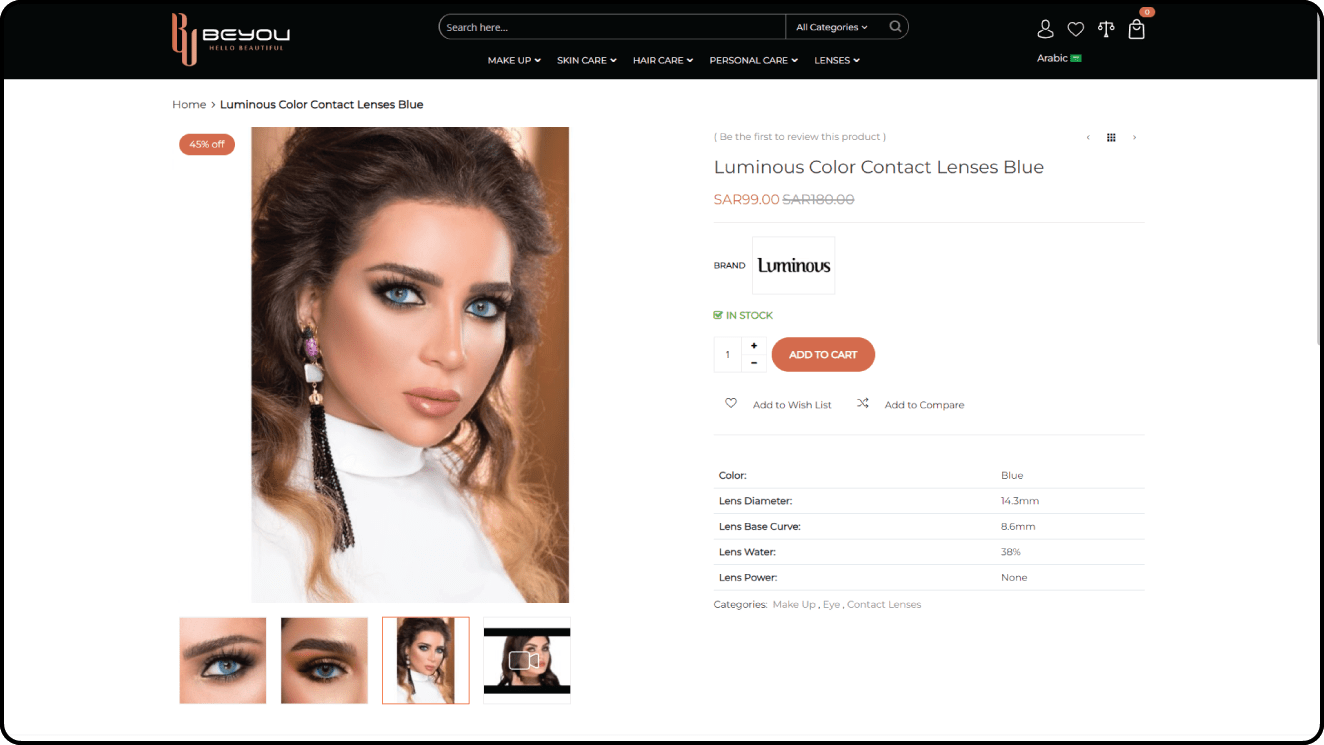 BEYOU
HELLO BEAUTIFUL
Search here...
All Categories
0
Arabic
MAKE UP
SKIN CARE
HAIR CARE
PERSONAL CARE
LENSES
Home > Luminous Color Contact Lenses Blue
45% off
( Be the first to review this product )
Luminous Color Contact Lenses Blue
SAR99.00 SAR180.00
BRAND
Luminous
IN STOCK
1
+
-
ADD TO CART
Add to Wish List
Add to Compare
Color: Blue
Lens Diameter: 14.3mm
Lens Base Curve: 8.6mm
Lens Water: 38%
Lens Power: None
Categories: Make Up , Eye , Contact Lenses